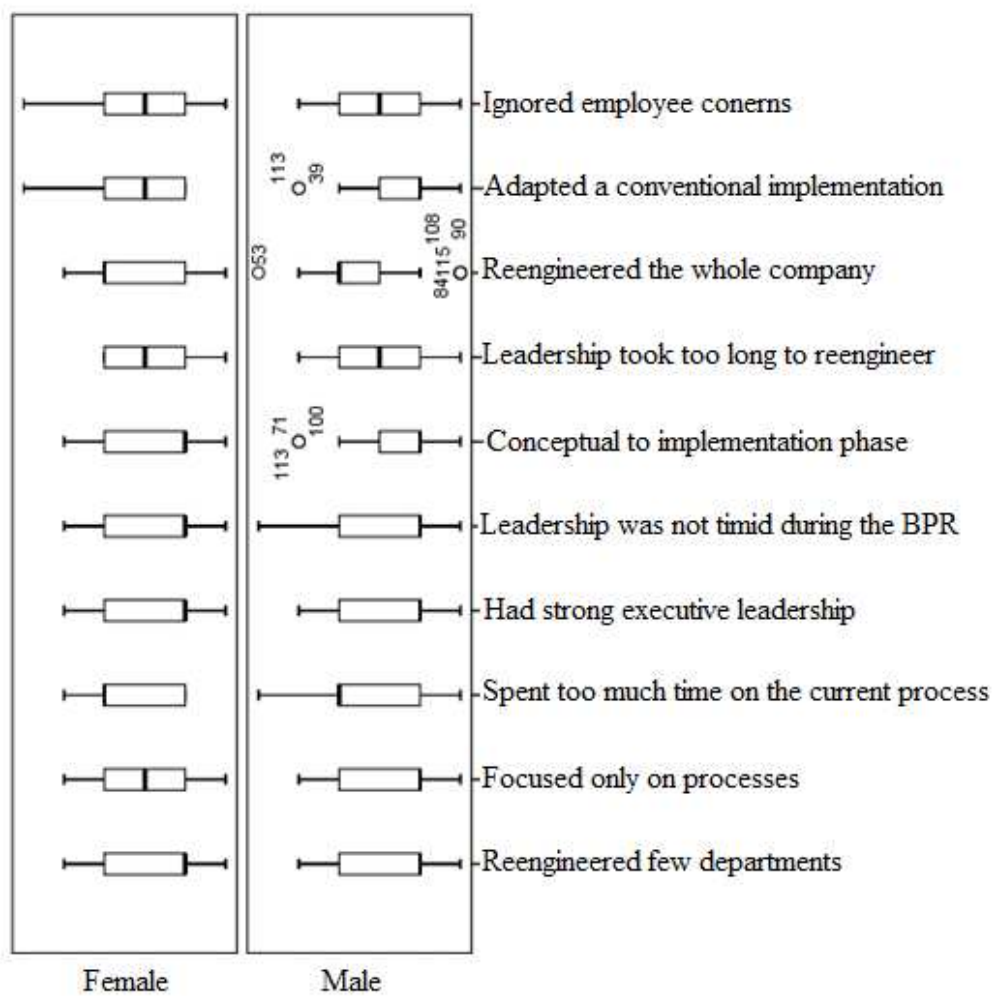 Ignored employee conerns
113
39
Adapted a conventional implementation
108
90
53
84115
Reengineered the whole company
Leadership took too long to reengineer
71
100
113
Conceptual to implementation phase
Leadership was not timid during the BPR
Had strong executive leadership
Spent too much time on the current process
Focused only on processes
Reengineered few departments
Female
Male